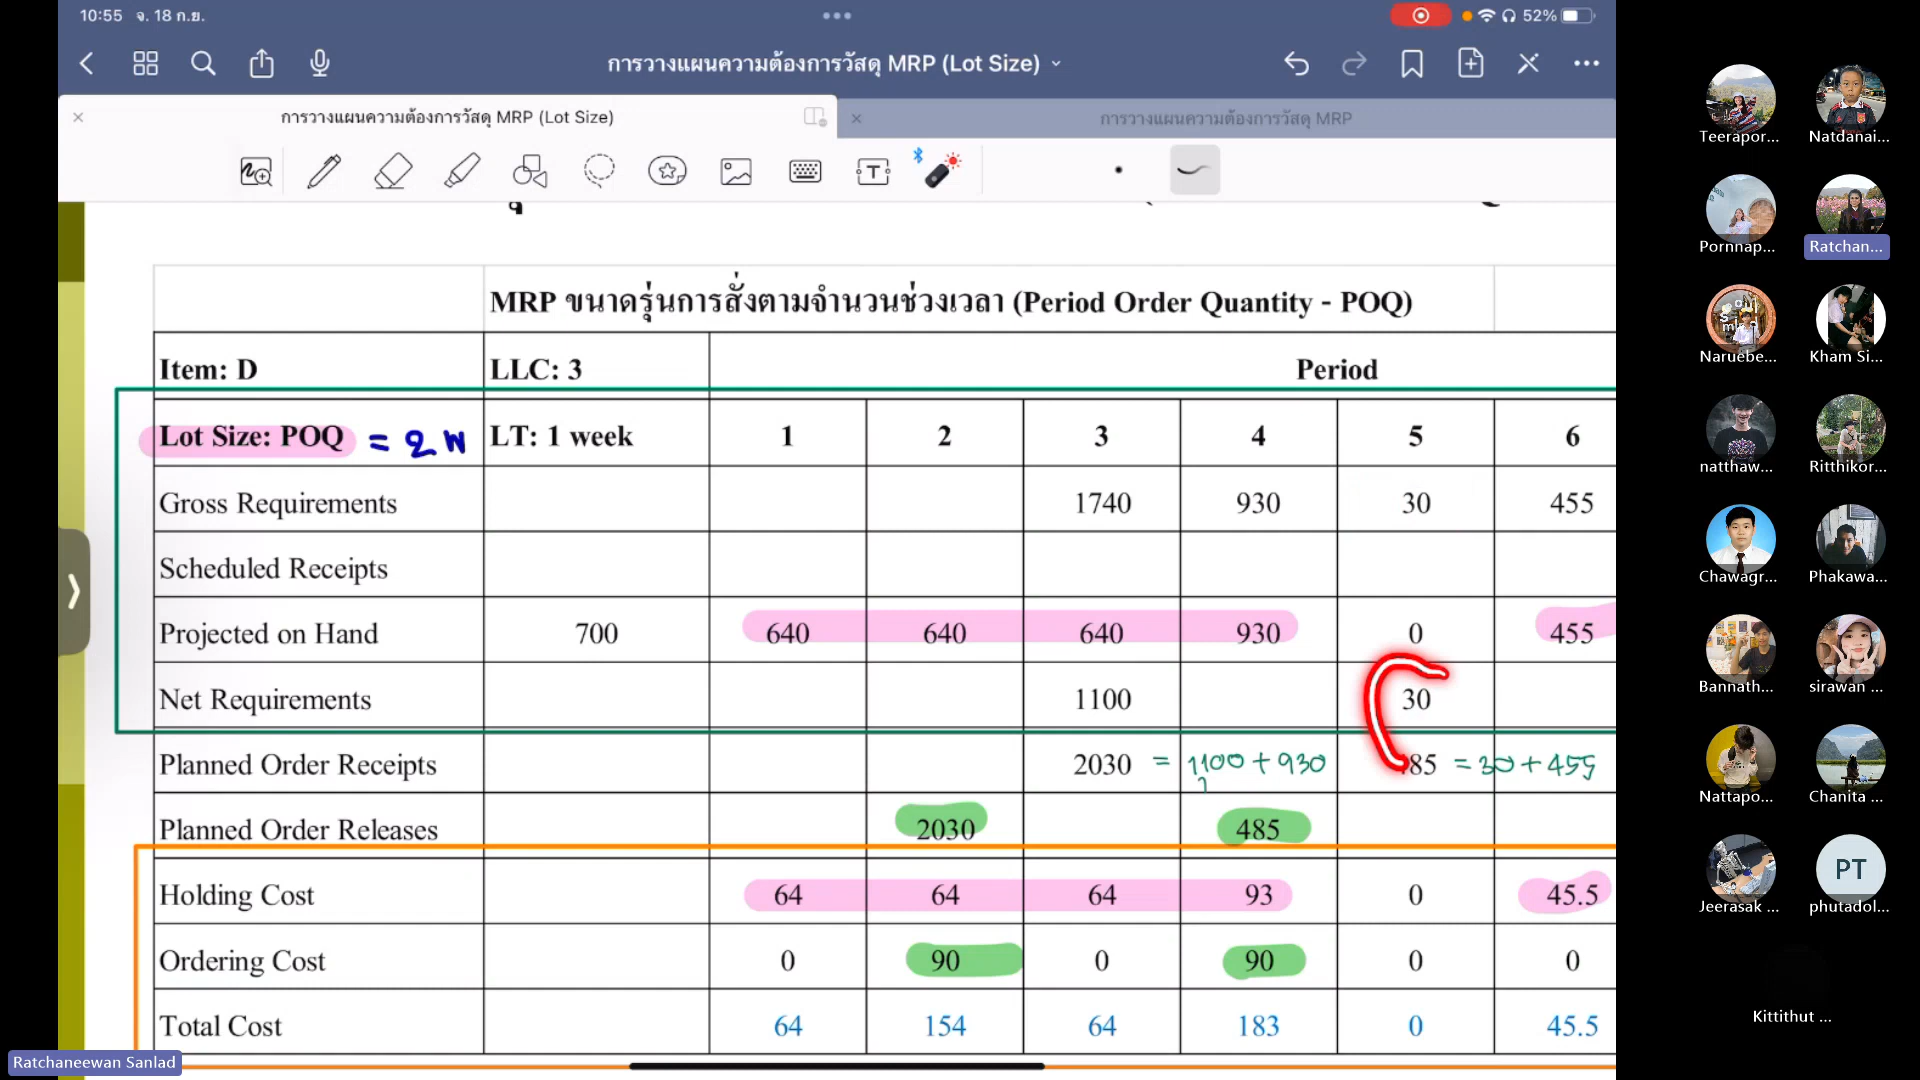 10:55 จ. 18 ก.ย.
52%
การวางแผนความต้องการวัสดุ MRP (Lot Size)
การวางแผนความต้องการวัสดุ MRP (Lot Size)
การวางแผนความต้องการวัสดุ MRP
MRP ขนาดรุ่นการสั่งตามจำนวนช่วงเวลา (Period Order Quantity - POQ)
Item: D LLC: 3 Period
Lot Size: POQ = 2 W LT: 1 week 1 2 3 4 5 6
Gross Requirements 1740 930 30 455
Scheduled Receipts
Projected on Hand 700 640 640 640 930 0 455
Net Requirements 1100 30
Planned Order Receipts 2030 = 1100 + 930 485 = 30 + 455
Planned Order Releases 2030 485
Holding Cost 64 64 64 93 0 45.5
Ordering Cost 0 90 0 90 0 0
Total Cost 64 154 64 183 0 45.5
Ratchaneewan Sanlad
Teerapor... Natdanai...
Pornnap... Ratchan...
Naruebe... Kham Si...
natthaw... Ritthikor...
Chawagr... Phakawa...
Bannath... sirawan ...
Nattapo... Chanita ...
PT
Jeerasak ... phutadol...
Kittithut ...